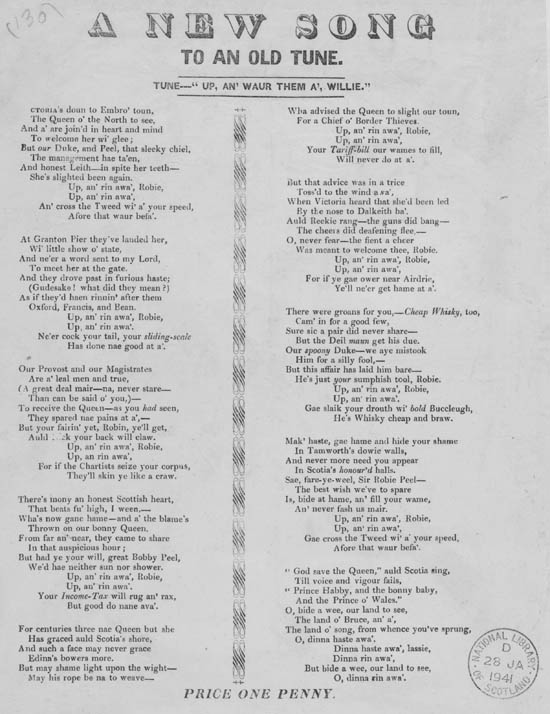 (130)
A NEW SONG
TO AN OLD TUNE.
TUNE—"UP, AN' WAUR THEM A', WILLIE."
CTORIA's doun to Embro' toun,
The Queen o' the North to see,
And a' are join'd in heart and mind
To welcome her wi' glee;
But our Duke, and Peel, that sleeky chiel,
The management hae ta'en,
And honest Leith—in spite her teeth—
She's slighted been again.
Up, an' rin awa', Robie,
Up, an' rin awa',
An' cross the Tweed wi' a' your speed,
Afore that waur befa'.
At Granton Pier they've landed her,
Wi' little show o' state,
And ne'er a word sent to my Lord,
To meet her at the gate.
And they drove past in furious haste;
(Gudesake! what did they mean?)
As if they'd haen rinnin' after them
Oxford, Francis, and Bean.
Up, an' rin awa', Robie,
Up, an' rin awa'.
Ne'er cock your tail, your sliding-scale
Has done nae good at a'.
Our Provost and our Magistrates
Are a' leal men and true,
(A great deal mair—na, never stare—
Than can be said o' you,)—
To receive the Queen—as you had seen,
They spared nae pains at a',—
But your fairin' yet, Robin, ye'll get,
Auld ck your back will claw.
Up, an' rin awa', Robie,
Up, an rin awa',
For if the Chartists seize your corpus,
They'll skin ye like a craw.
There's mony an honest Scottish heart,
That beats fu' high, I ween,—
Wha's now gane hame—and a' the blame's
Thrown on our bonny Queen.
From far an' near, they came to share
In that auspicious hour;
But had ye your will, great Bobby Peel,
We'd hae neither sun nor shower.
Up, an' rin awa', Robie,
Up, an' rin awa'.
Your Income-Tax will rug an' rax,
But good do nane ava'.
For centuries three nae Queen but she
Has graced auld Scotia's shore,
And such a face may never grace
Edina's bowers more.
But may shame light upon the wight—
May his rope be na to weave—
Wha advised the Queen to slight our toun,
For a Chief o' Border Thieves.
Up, an' rin awa', Robie,
Up, an' rin awa',
Your Tariff-bill our wames to fill,
Will never do at a'.
But that advice was in a trice
Toss'd to the wind a sa',
When Victoria heard that she'd been led
By the nose to Dalkeith ha'.
Auld Reekie rang—the guns did bang—
The cheers did deafening flee,—
O, never fear—the fient a cheer
Was meant to welcome thee, Robie.
Up, an' rin awa', Robie,
Up, an' rin awa',
For if ye gae ower near Airdrie,
Ye'll ne'er get hame at a'.
There were groans for you,—Cheap Whisky, too,
Cam' in for a good few,
Sure sic a pair did never share—
But the Deil maun get his due.
Our spoony Duke—we aye mistook
Him for a silly fool,—
But this affair has laid him bare—
He's just your sumphish tool, Robie.
Up, an' rin awa', Robie,
Up, an' rin awa'.
Gae slaik your drouth wi' bold Buccleugh,
He's Whisky cheap and braw.
Mak' haste, gae hame and hide your shame
In Tamworth's dowie walls,
And never more need you appear
In Scotia's honour'd halls.
Sae, fare-ye-weel, Sir Robie Peel—
The best wish we've to spare
Is, bide at hame, an' fill your wame,
An' never fash us mair.
Up, an' rin awa', Robie,
Up, an' rin awa',
Gae cross the Tweed wi' a' your speed,
Afore that waur befa'.
"God save the Queen," auld Scotia sing,
Till voice and vigour fails,
"Prince Habby, and the bonny baby,
And the Prince o' Wales."
O, bide a wee, our land to see,
The land o' Bruce, an' a',
The land o' song, from whence you've sprung,
O, dinna haste awa'.
Dinna haste awa', lassie,
Dinna rin awa',
But bide a wee, our land to see,
O, dinna rin awa'.
PRICE ONE PENNY.
NATIONAL LIBRARY
D
28 JA
1941
OF SCOTLAND